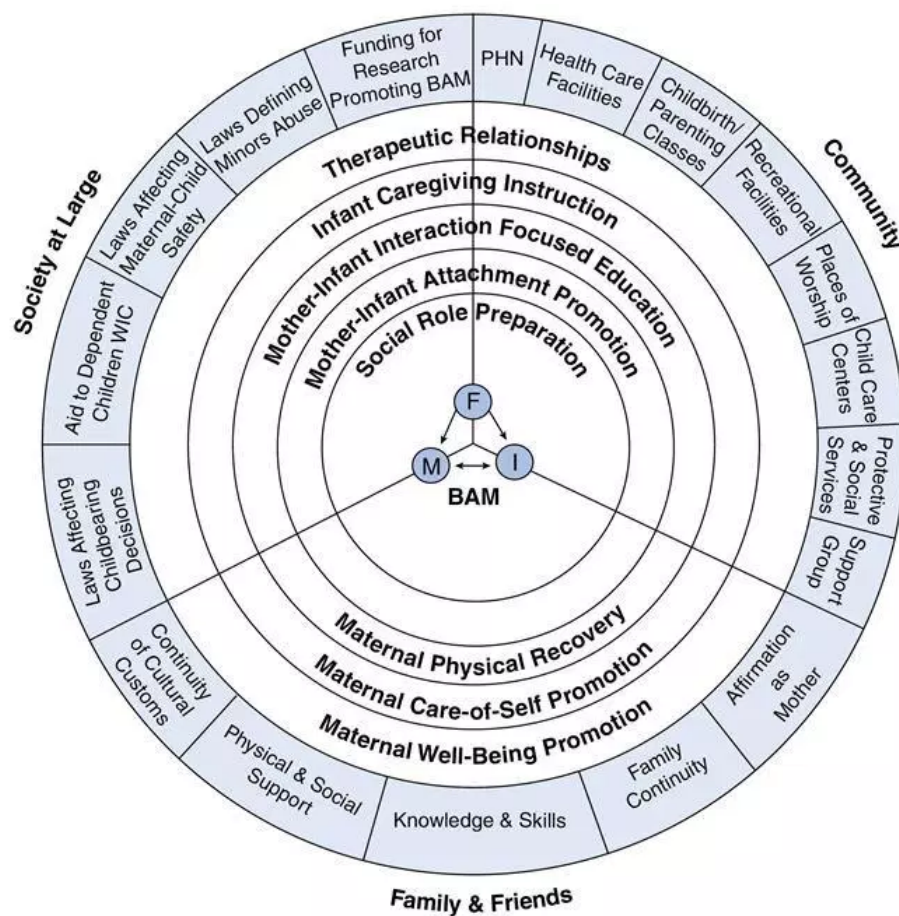 Society at Large
Community
Family & Friends
Funding for
Research
Promoting BAM
PHN
Health Care
Facilities
Childbirth/
Parenting
Classes
Recreational
Facilities
Places of
Worship
Child Care
Centers
Protective
& Social
Services
Support
Group
Affirmation
as
Mother
Family
Continuity
Knowledge & Skills
Physical & Social
Support
Continuity
of Cultural
Customs
Laws Affecting
Childbearing
Decisions
Aid to Dependent
Children WIC
Laws Affecting
Maternal-Child
Safety
Laws Defining
Minors Abuse
Therapeutic Relationships
Infant Caregiving Instruction
Mother-Infant Interaction Focused Education
Mother-Infant Attachment Promotion
Social Role Preparation
F
M
I
BAM
Maternal Physical Recovery
Maternal Care-of-Self Promotion
Maternal Well-Being Promotion